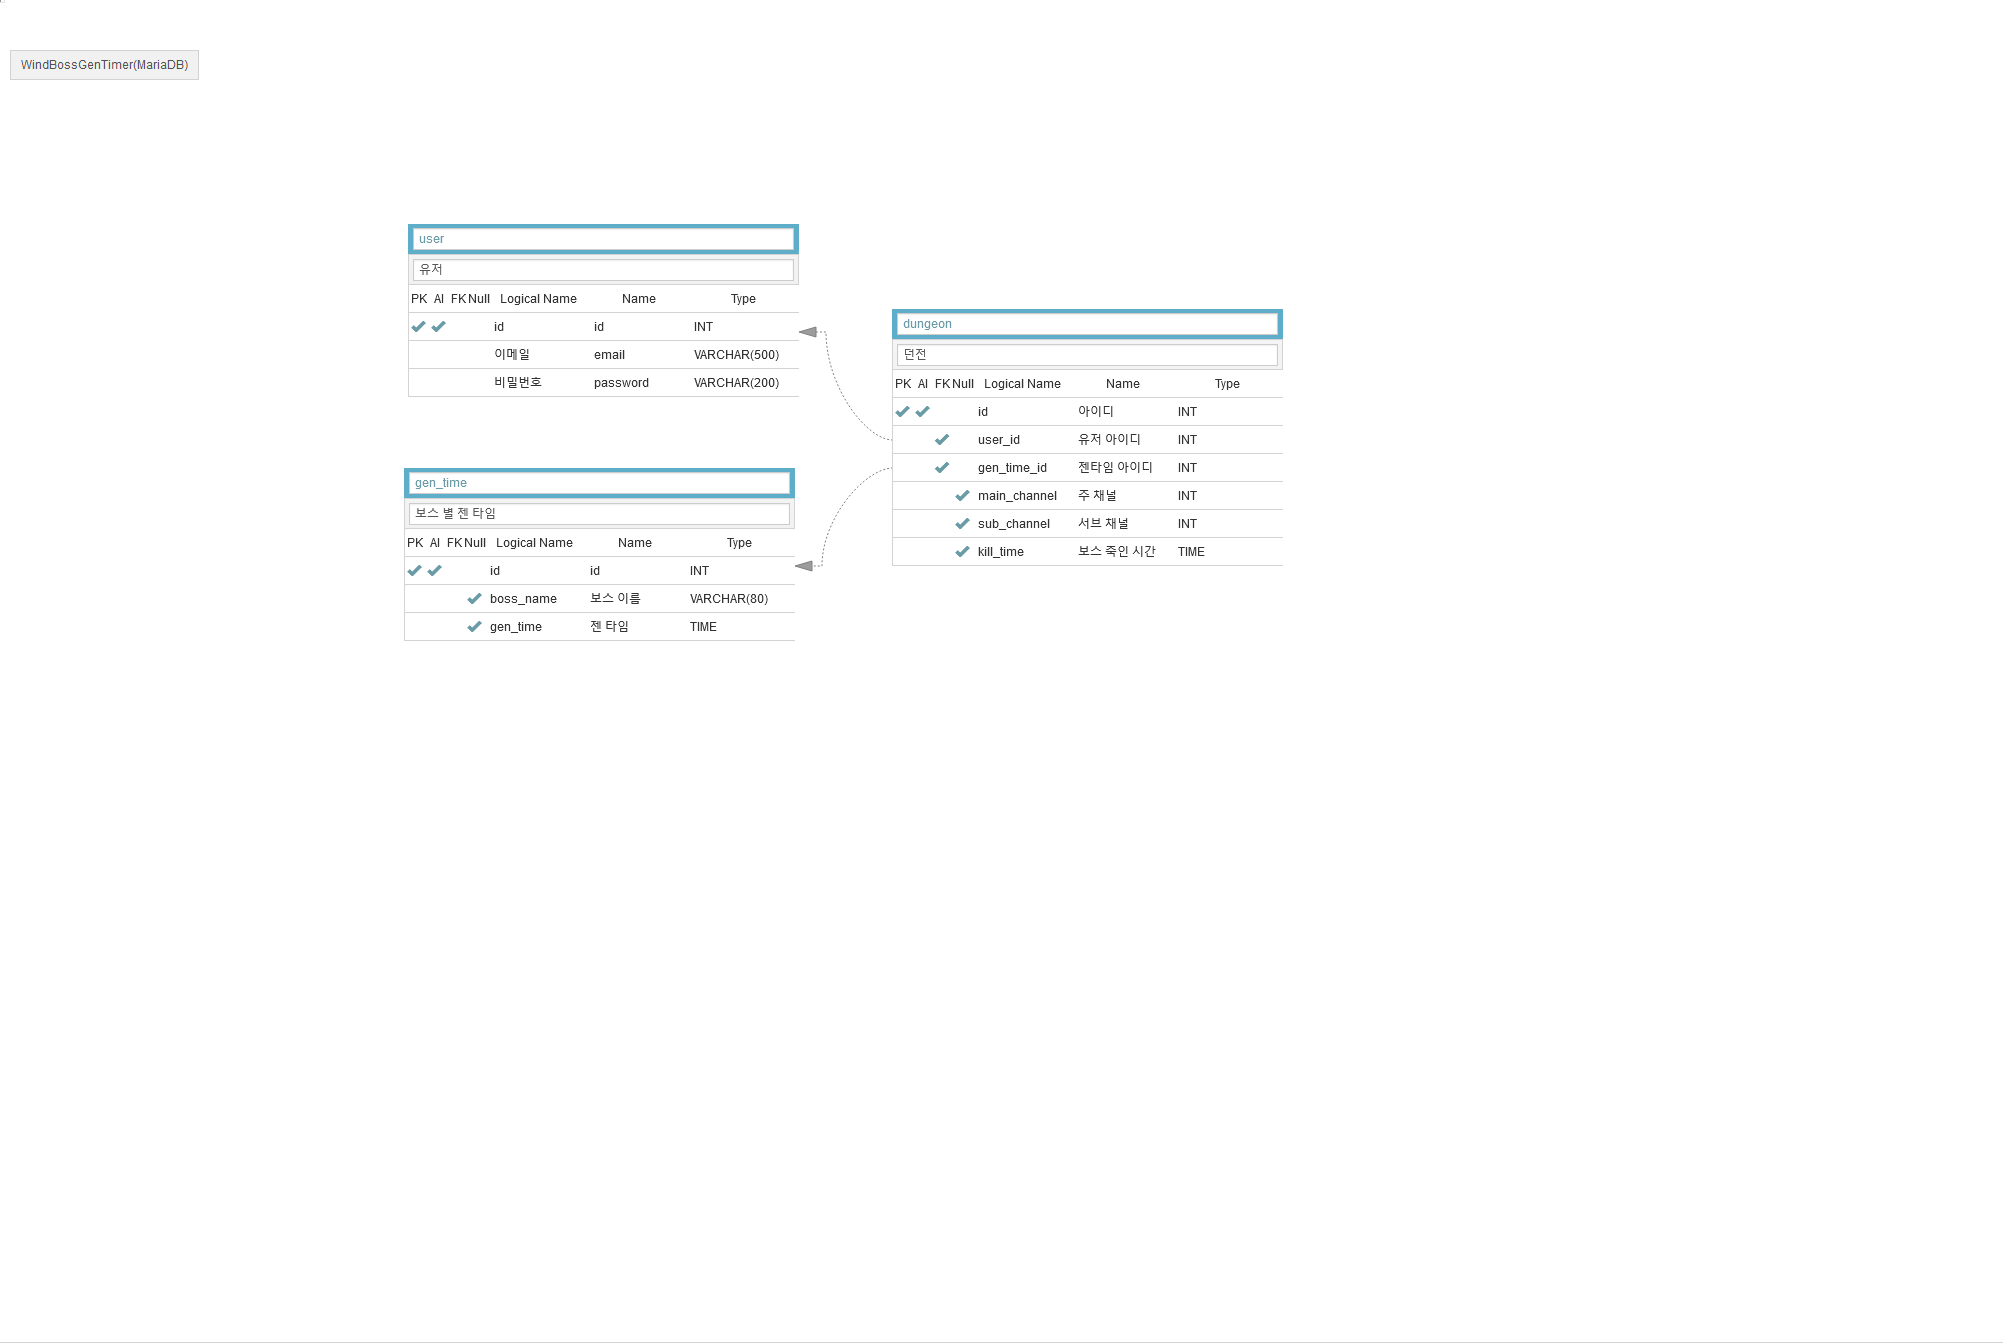 WindBossGenTimer(MariaDB)
user
유저
PK AI FK Null Logical Name Name Type
id id INT
이메일 email VARCHAR(500)
비밀번호 password VARCHAR(200)
dungeon
던전
PK AI FK Null Logical Name Name Type
id 아이디 INT
user_id 유저 아이디 INT
gen_time_id 젠타임 아이디 INT
main_channel 주 채널 INT
sub_channel 서브 채널 INT
kill_time 보스 죽인 시간 TIME
gen_time
보스 별 젠 타임
PK AI FK Null Logical Name Name Type
id id INT
boss_name 보스 이름 VARCHAR(80)
gen_time 젠 타임 TIME